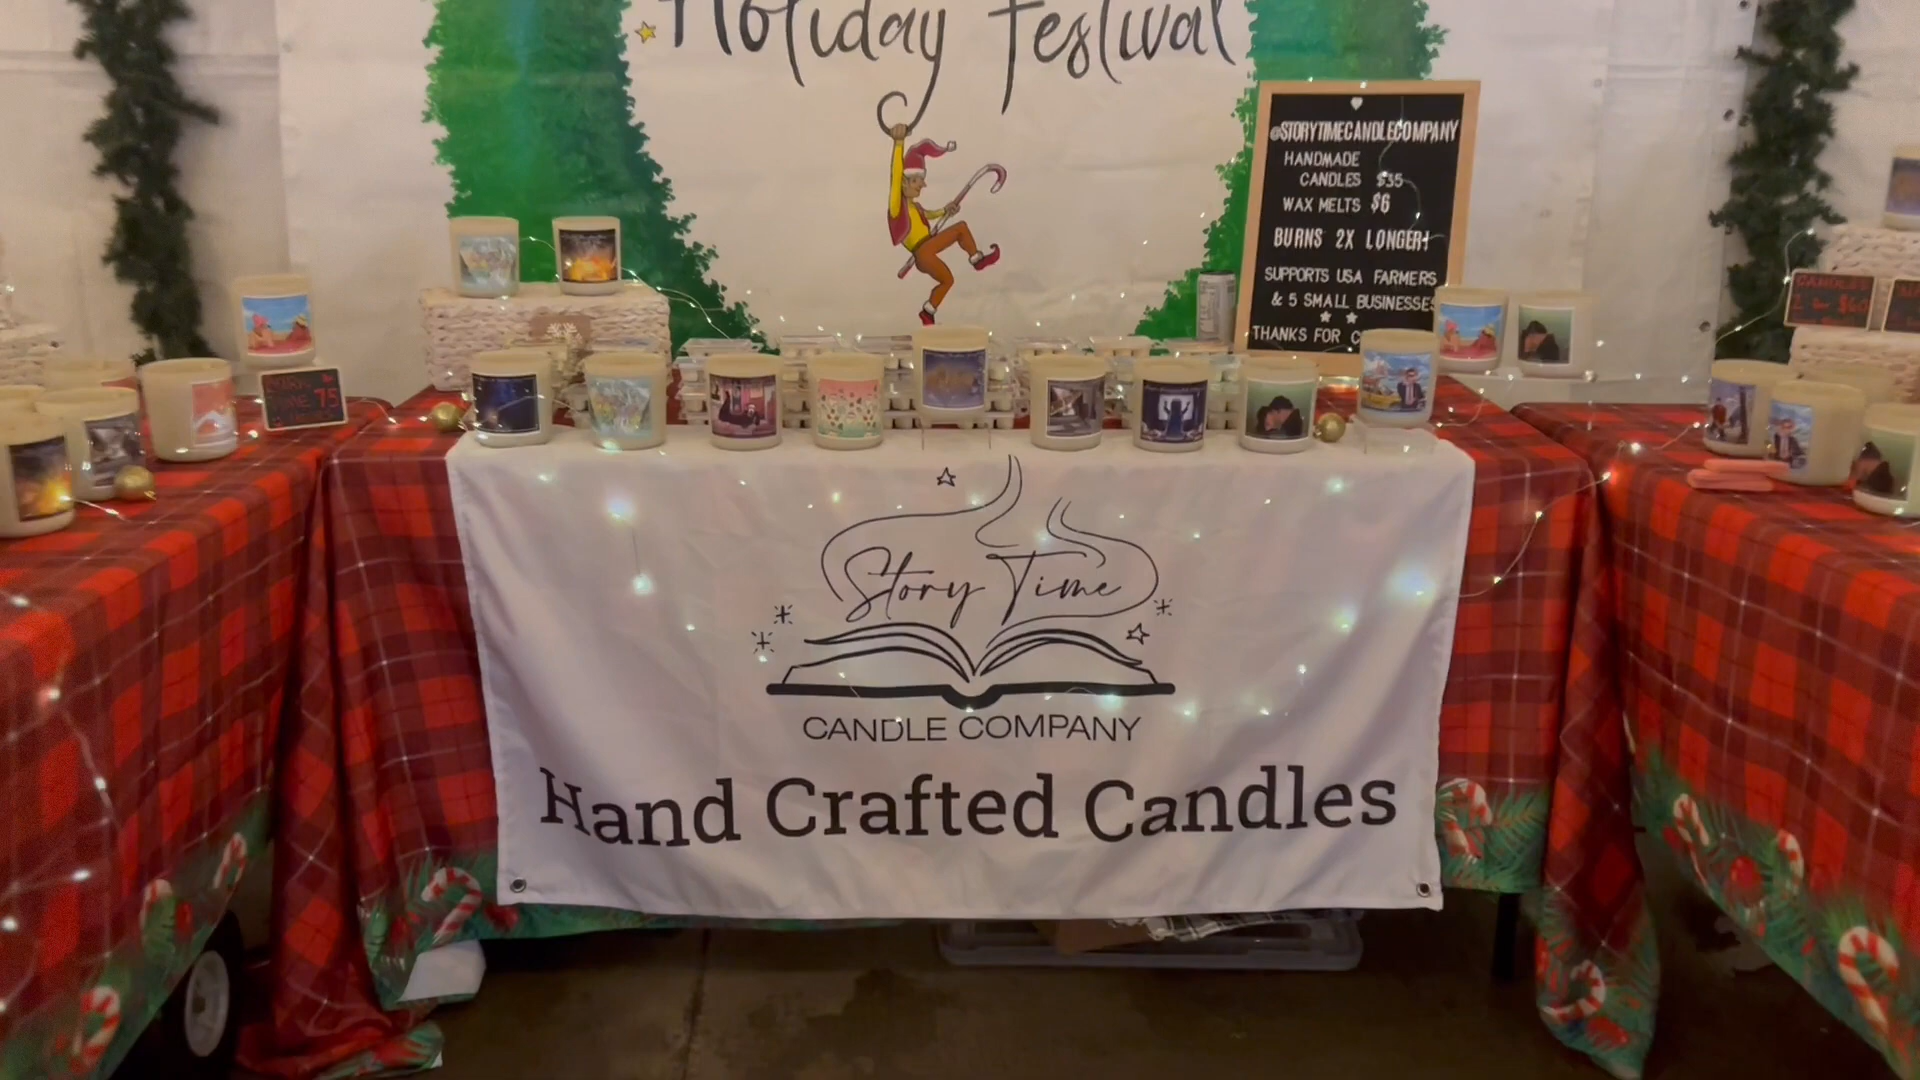 Holiday Festival
@STORYTIMECANDLECOMPANY
HANDMADE
CANDLES $35
WAX MELTS $6
BURNS 2X LONGER!
SUPPORTS USA FARMERS
& 5 SMALL BUSINESSES
THANKS FOR
CANDLES
Story Time
CANDLE COMPANY
Hand Crafted Candles